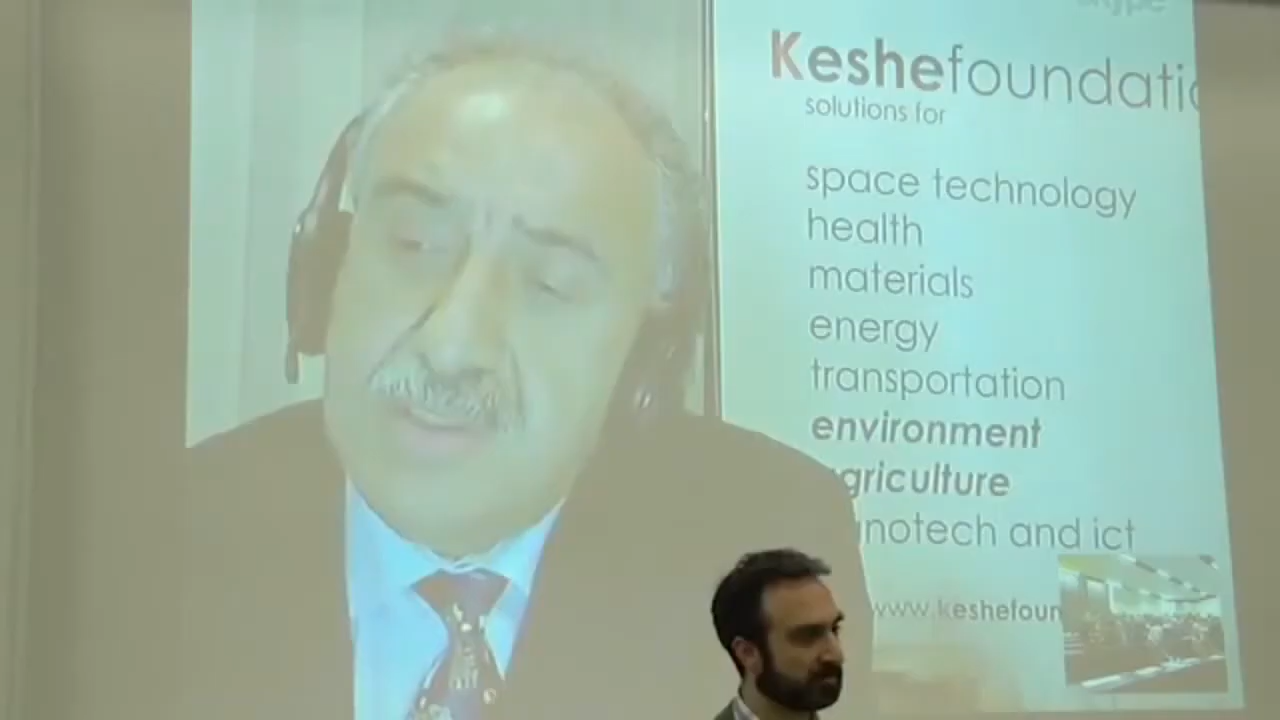 Keshefoundatio
solutions for
space technology
health
materials
energy
transportation
environment
griculture
notech and ict
www.keshefoun